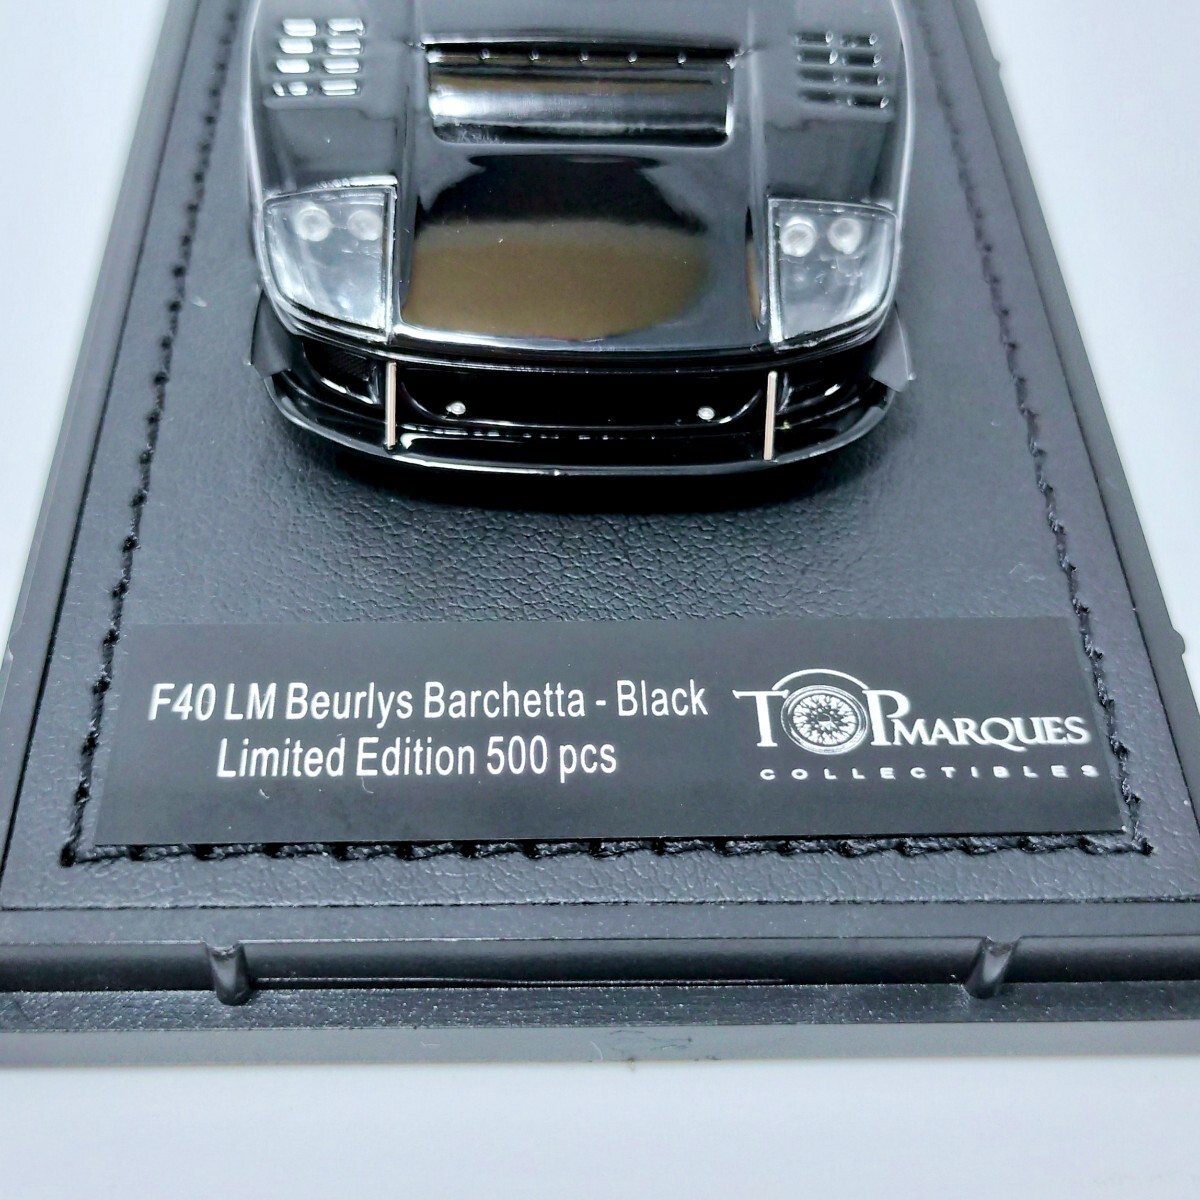 F40 LM Beurlys Barchetta - Black
Limited Edition 500 pcs
TOPMARQUES
COLLECTIBLES